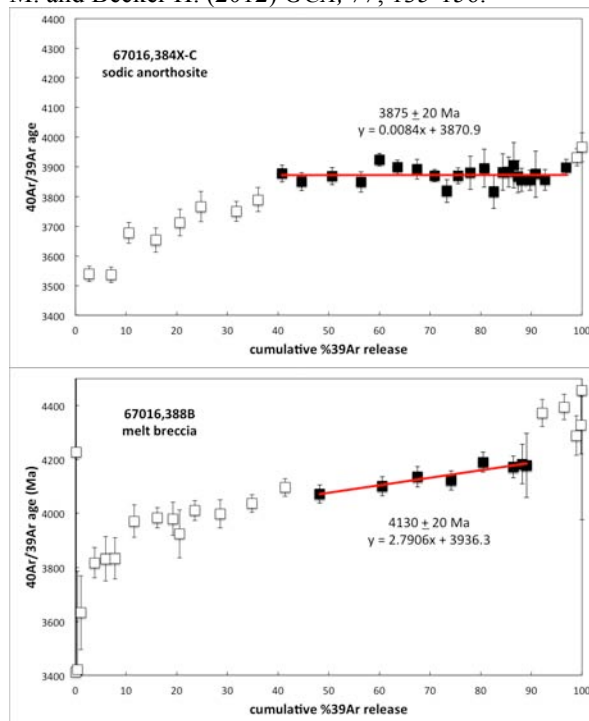 M. and Becker H. (2012) GCA, 77, 135-156.
67016,384X-C
sodic anorthosite
3875 + 20 Ma
y = 0.0084x + 3870.9
40Ar/39Ar age
4400
4300
4200
4100
4000
3900
3800
3700
3600
3500
3400
0 10 20 30 40 50 60 70 80 90 100
cumulative %39Ar release
67016,388B
melt breccia
4130 + 20 Ma
y = 2.7906x + 3936.3
40Ar/39Ar age (Ma)
4400
4200
4000
3800
3600
3400
0 10 20 30 40 50 60 70 80 90 100
cumulative %39Ar release